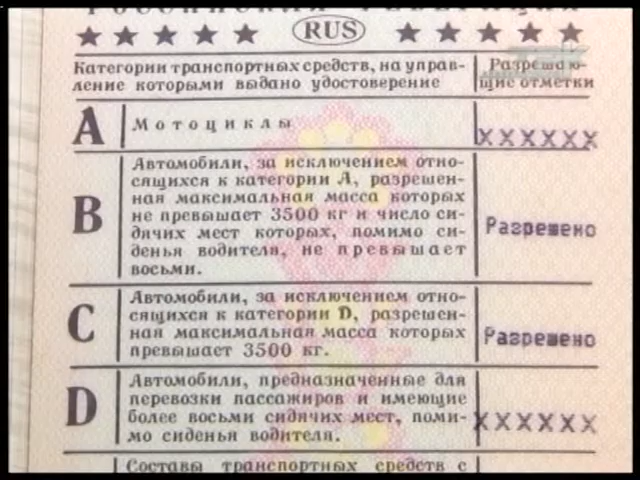 РОССИЙСКАЯ ФЕДЕРАЦИЯ
RUS
Категории транспортных средств, на управ-
ление которыми выдано удостоверение
Разрешаю-
щие отметки
A
Мотоциклы
XXXXXX
B
Автомобили, за исключением отно-
сящихся к категории А, разрешен-
ная максимальная масса которых
не превышает 3500 кг и число си-
дячих мест которых, помимо си-
денья водителя, не превышает
восьми.
Разрешено
C
Автомобили, за исключением отно-
сящихся к категории D, разрешен-
ная максимальная масса которых
превышает 3500 кг.
Разрешено
D
Автомобили, предназначенные для
перевозки пассажиров и имеющие
более восьми сидячих мест, поми-
мо сиденья водителя.
XXXXXX
Составы транспортных средств с